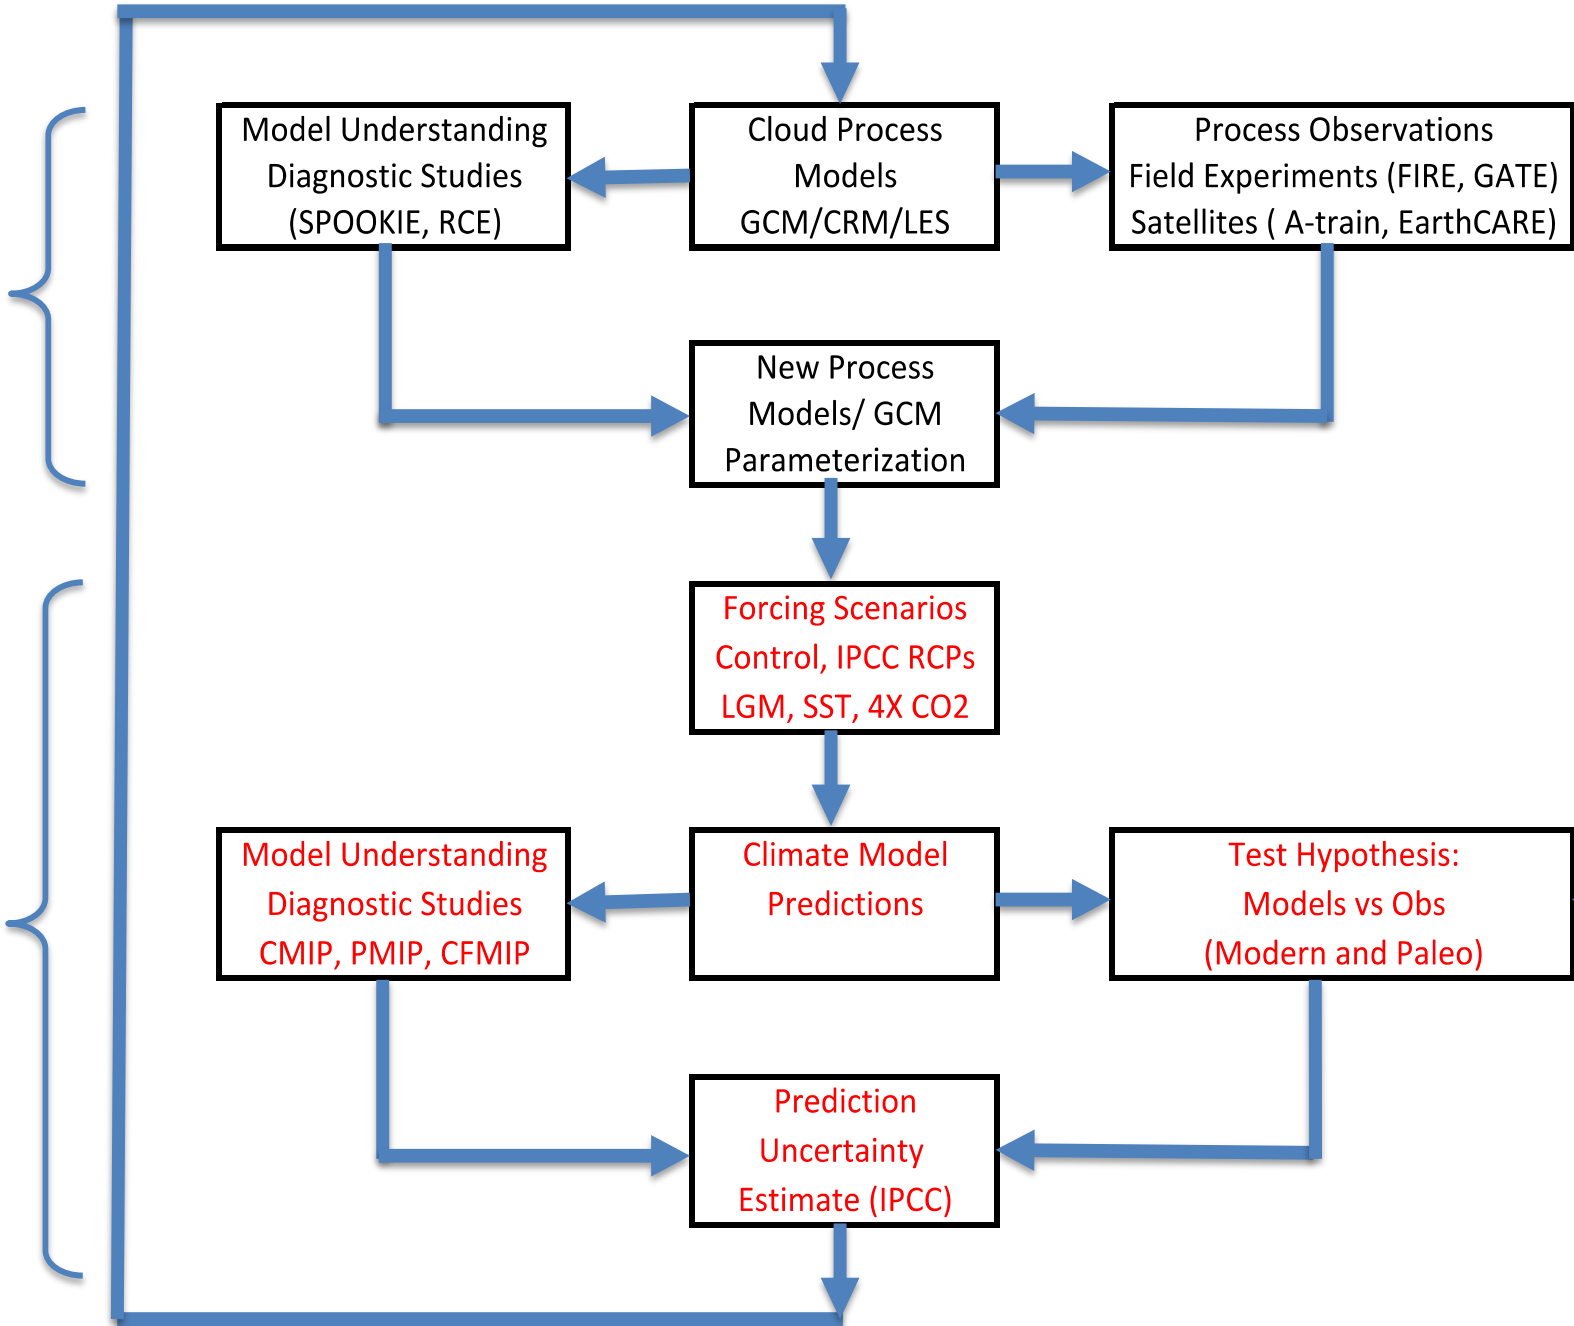 Model Understanding
Diagnostic Studies
(SPOOKIE, RCE)
Cloud Process
Models
GCM/CRM/LES
Process Observations
Field Experiments (FIRE, GATE)
Satellites ( A-train, EarthCARE)
New Process
Models/ GCM
Parameterization
Forcing Scenarios
Control, IPCC RCPs
LGM, SST, 4X CO2
Model Understanding
Diagnostic Studies
CMIP, PMIP, CFMIP
Climate Model
Predictions
Test Hypothesis:
Models vs Obs
(Modern and Paleo)
Prediction
Uncertainty
Estimate (IPCC)